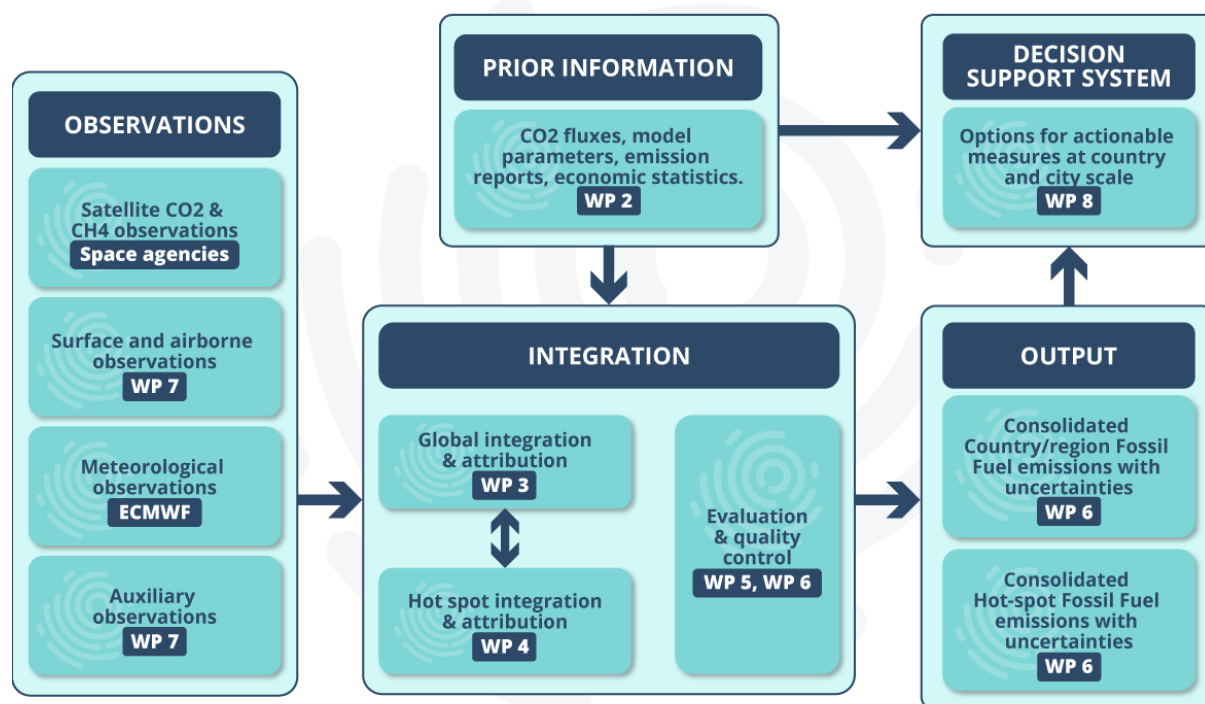 OBSERVATIONS
Satellite CO2 &
CH4 observations
Space agencies
Surface and airborne
observations
WP 7
Meteorological
observations
ECMWF
Auxiliary
observations
WP 7
PRIOR INFORMATION
CO2 fluxes, model
parameters, emission
reports, economic statistics.
WP 2
INTEGRATION
Global integration
& attribution
WP 3
Hot spot integration
& attribution
WP 4
Evaluation
& quality
control
WP 5, WP 6
DECISION
SUPPORT SYSTEM
Options for actionable
measures at country
and city scale
WP 8
OUTPUT
Consolidated
Country/region Fossil
Fuel emissions with
uncertainties
WP 6
Consolidated
Hot-spot Fossil Fuel
emissions with
uncertainties
WP 6